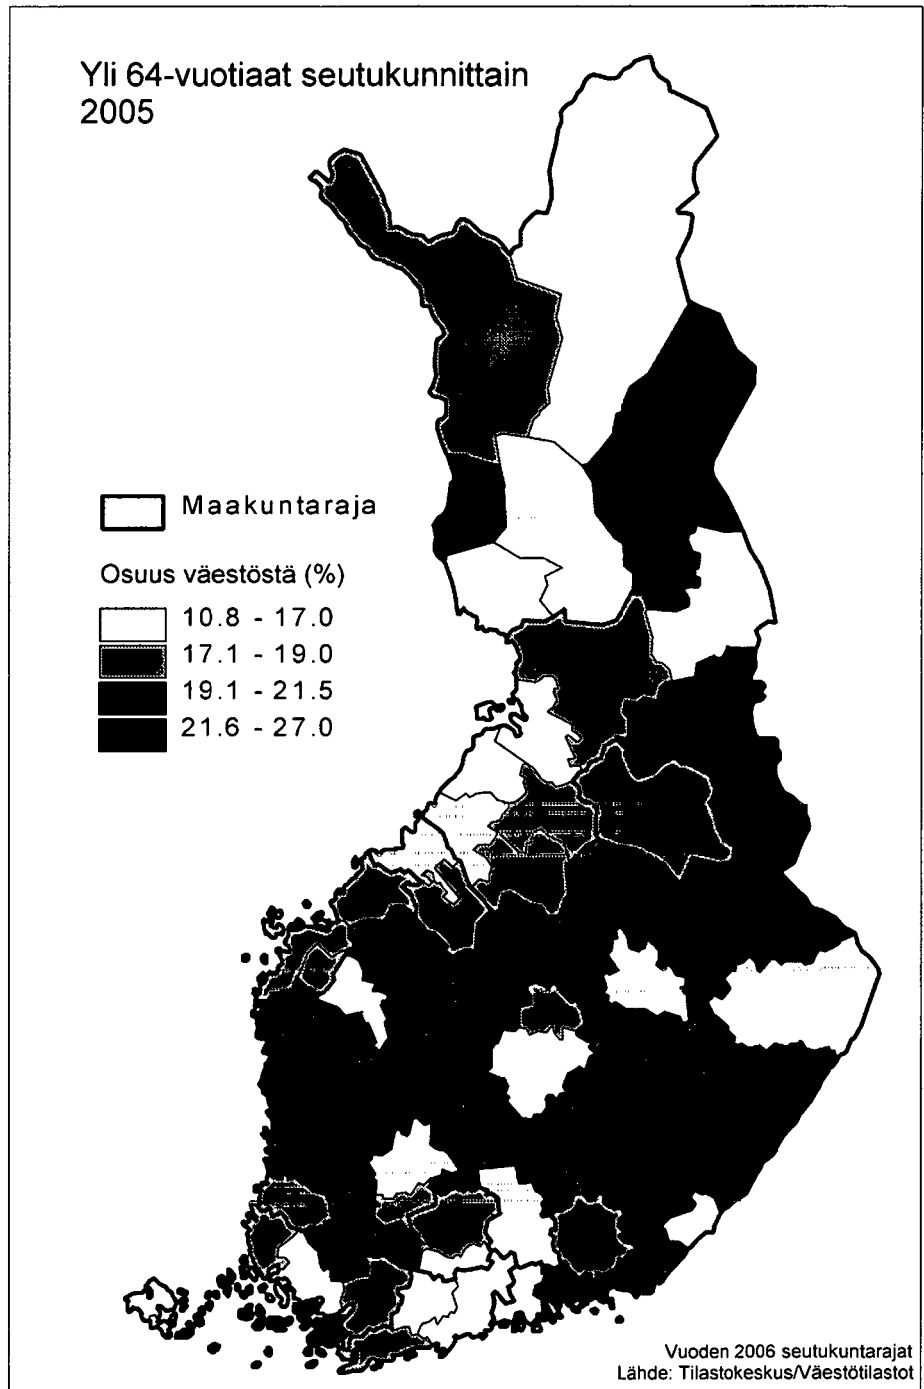 Yli 64-vuotiaat seutukunnittain
2005
Maakuntaraja
Osuus väestöstä (%)
10.8 - 17.0
17.1 - 19.0
19.1 - 21.5
21.6 - 27.0
Vuoden 2006 seutukuntarajat
Lähde: Tilastokeskus/Väestötilastot